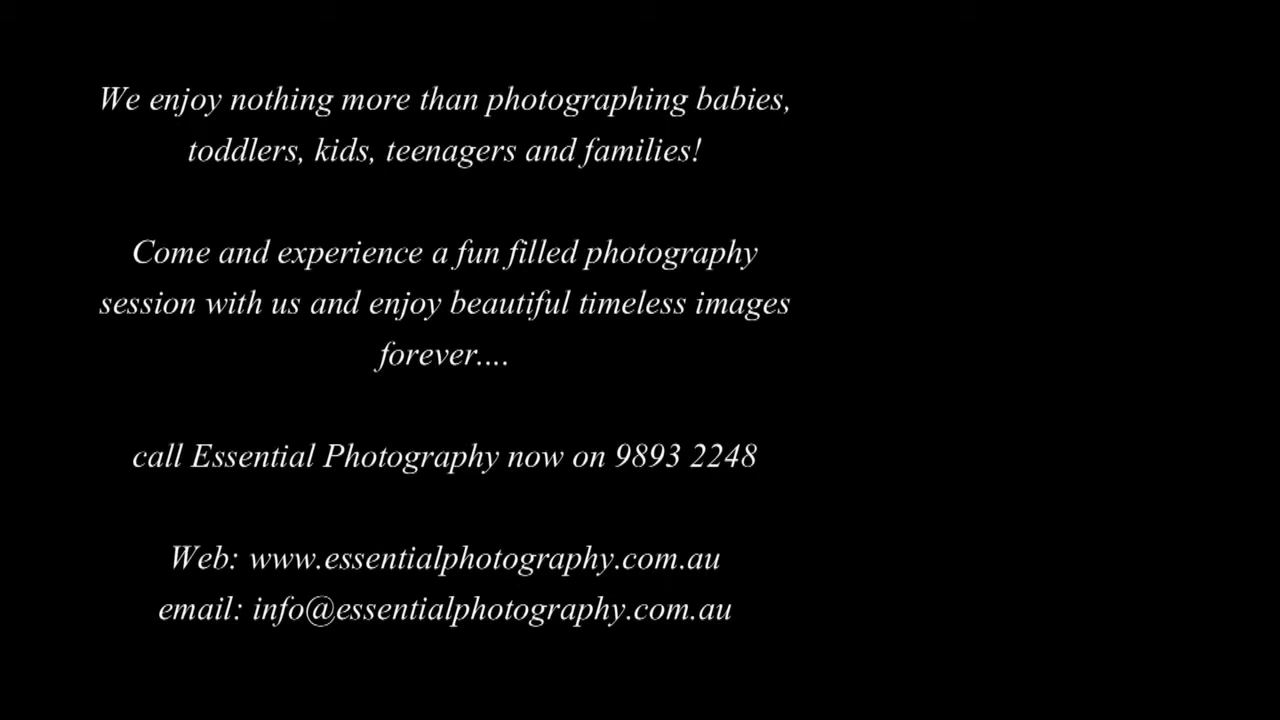 We enjoy nothing more than photographing babies,
toddlers, kids, teenagers and families!
Come and experience a fun filled photography
session with us and enjoy beautiful timeless images
forever....
call Essential Photography now on 9893 2248
Web: www.essentialphotography.com.au
email: info@essentialphotography.com.au